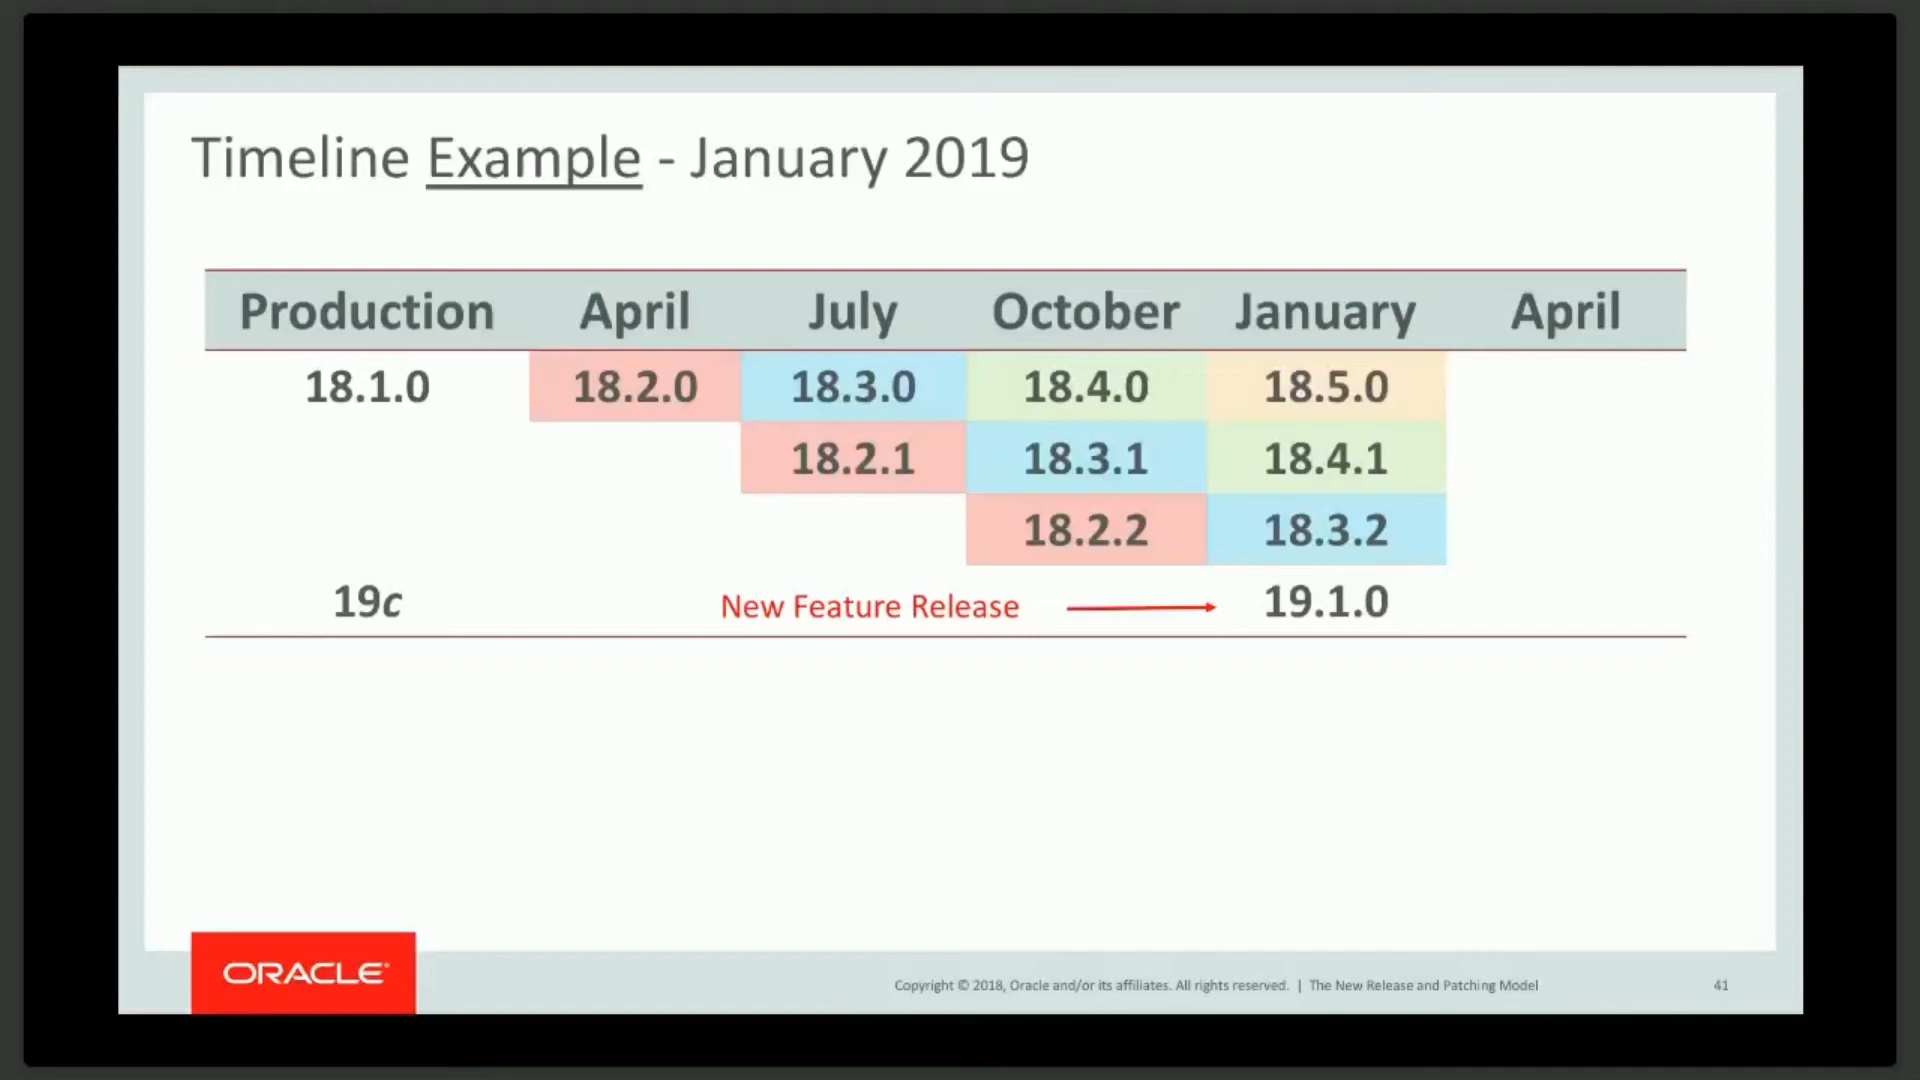 Timeline Example - January 2019
Production April July October January April
18.1.0 18.2.0 18.3.0 18.4.0 18.5.0
18.2.1 18.3.1 18.4.1
18.2.2 18.3.2
19c New Feature Release 19.1.0
ORACLE®
Copyright © 2018, Oracle and/or its affiliates. All rights reserved. | The New Release and Patching Model 41